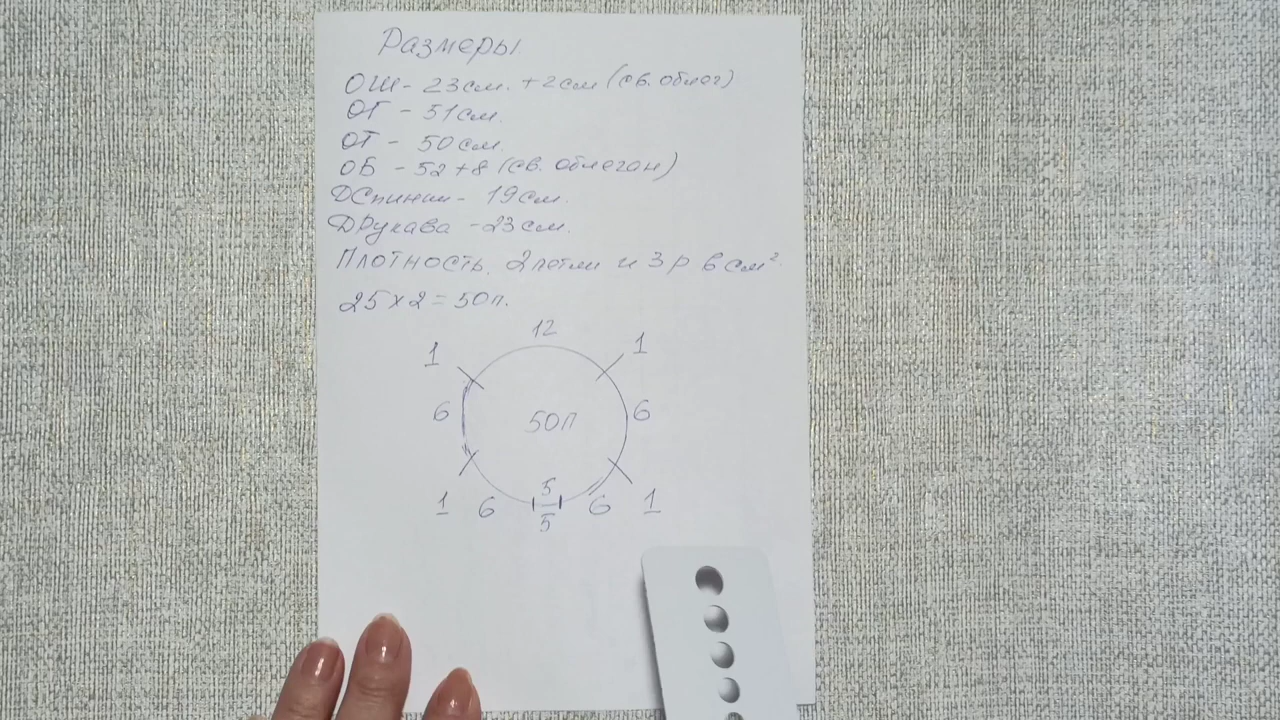 Размеры
ОШ - 23см. + 2см (св. облег)
ОГ - 51см.
ОТ - 50см.
ОБ - 52 + 8 (св. облеган)
ДСпинки - 19см.
ДРукава - 23см.
Плотность. 2 петли и 3 р в см².
25 x 2 = 50п.
12
1 1
6 50п 6
5
1 6 5 6 1